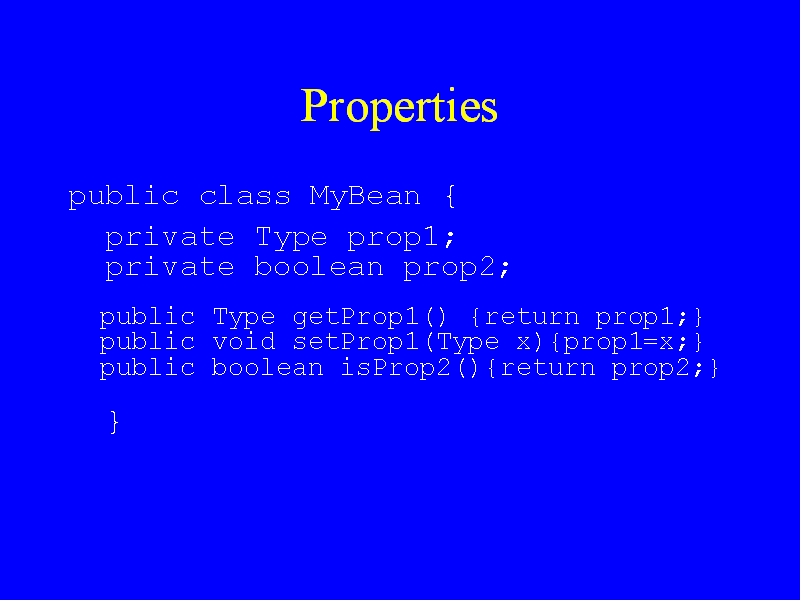 Properties
public class MyBean {
private Type prop1;
private boolean prop2;
public Type getProp1() {return prop1;}
public void setProp1(Type x){prop1=x;}
public boolean isProp2(){return prop2;}
}